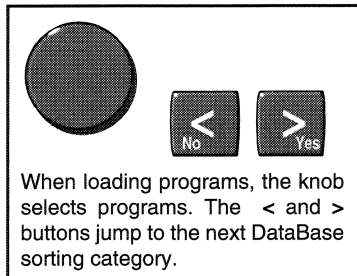 < >
No Yes
When loading programs, the knob
selects programs. The < and >
buttons jump to the next DataBase
sorting category.